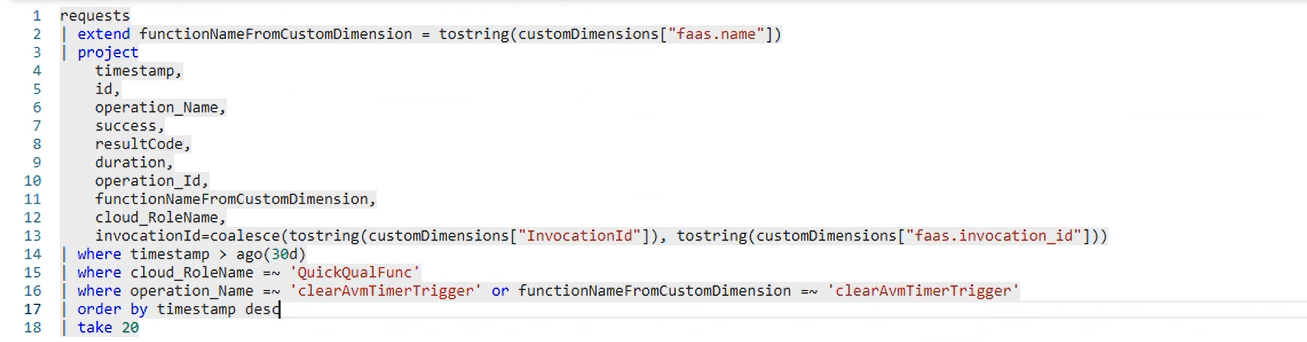 1 requests
2 | extend functionNameFromCustomDimension = tostring(customDimensions["faas.name"])
3 | project
4 timestamp,
5 id,
6 operation_Name,
7 success,
8 resultCode,
9 duration,
10 operation_Id,
11 functionNameFromCustomDimension,
12 cloud_RoleName,
13 invocationId=coalesce(tostring(customDimensions["InvocationId"]), tostring(customDimensions["faas.invocation_id"]))
14 | where timestamp > ago(30d)
15 | where cloud_RoleName =~ 'QuickQualFunc'
16 | where operation_Name =~ 'clearAvmTimerTrigger' or functionNameFromCustomDimension =~ 'clearAvmTimerTrigger'
17 | order by timestamp desc
18 | take 20